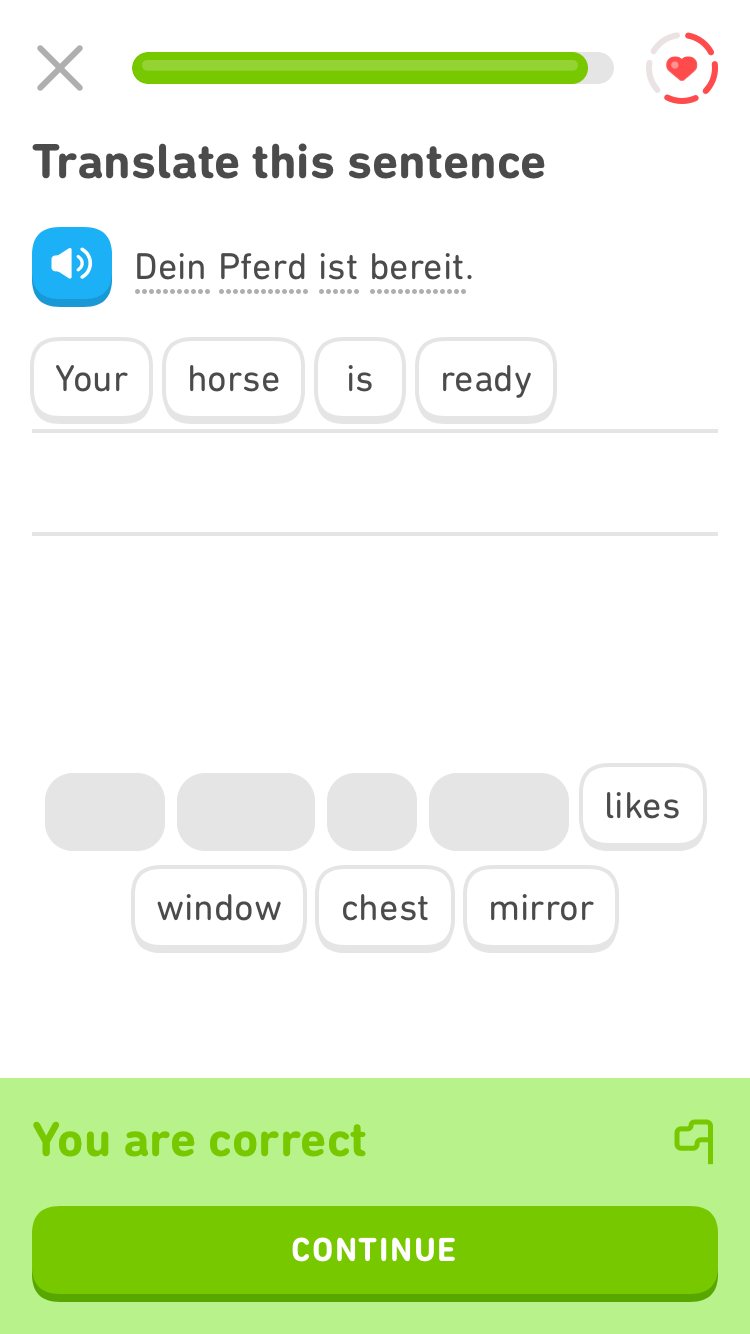 Translate this sentence
Dein Pferd ist bereit.
Your horse is ready
likes
window chest mirror
You are correct
CONTINUE